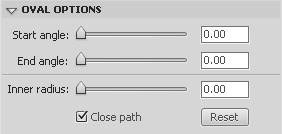 OVAL OPTIONS
Start angle: 0.00
End angle: 0.00
Inner radius: 0.00
Close path Reset